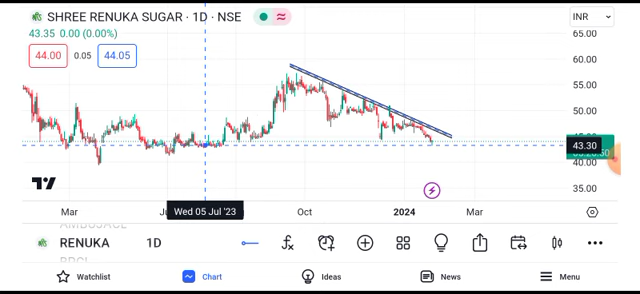 SHREE RENUKA SUGAR · 1D · NSE
INR
43.35 0.00 (0.00%)
44.00 0.05 44.05
65.00
60.00
55.00
50.00
43.30
40.00
35.00
Mar
Wed 05 Jul '23
Oct
2024
Mar
RENUKA 1D
Watchlist
Chart
Ideas
News
Menu